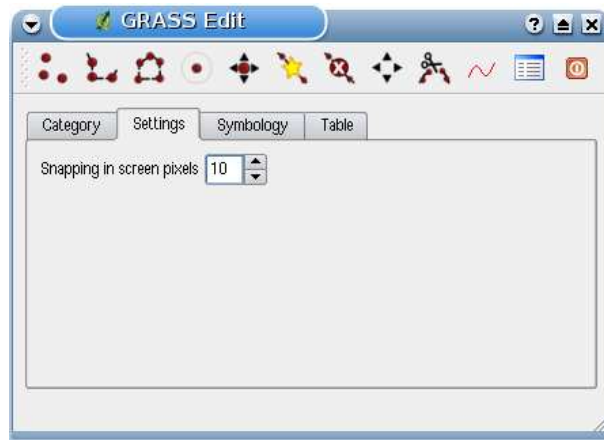 GRASS Edit
Category Settings Symbology Table
Snapping in screen pixels 10